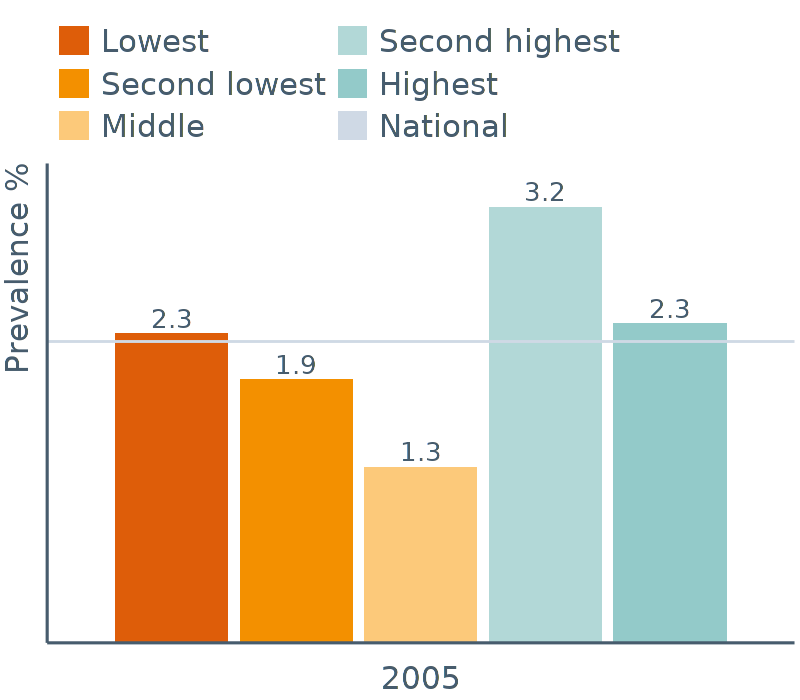 Lowest
Second lowest
Middle
Second highest
Highest
National
Prevalence %
2.3
1.9
1.3
3.2
2.3
2005